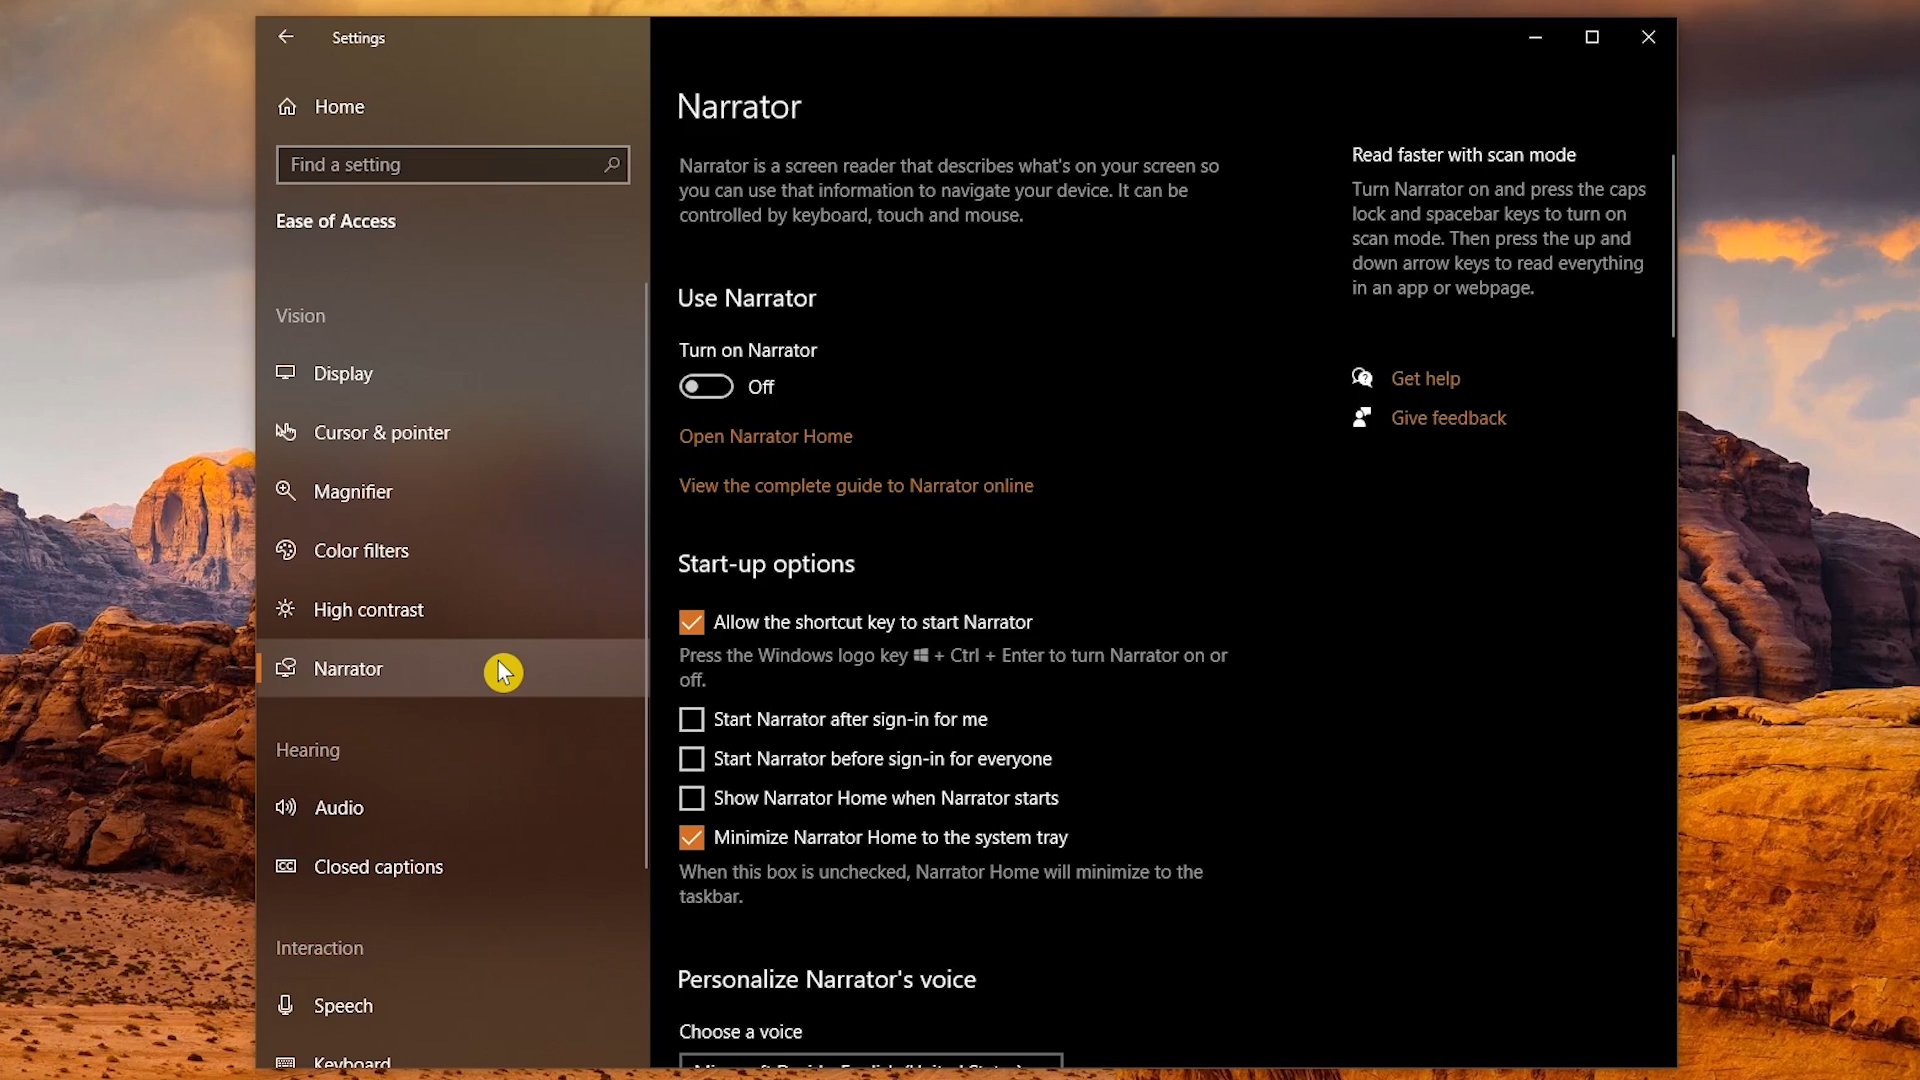 Settings
Home
Find a setting
Ease of Access
Vision
Display
Cursor & pointer
Magnifier
Color filters
High contrast
Narrator
Hearing
Audio
Closed captions
Interaction
Speech
Keyboard
Narrator
Narrator is a screen reader that describes what's on your screen so
you can use that information to navigate your device. It can be
controlled by keyboard, touch and mouse.
Use Narrator
Turn on Narrator
Off
Open Narrator Home
View the complete guide to Narrator online
Start-up options
Allow the shortcut key to start Narrator
Press the Windows logo key + Ctrl + Enter to turn Narrator on or
off.
Start Narrator after sign-in for me
Start Narrator before sign-in for everyone
Show Narrator Home when Narrator starts
Minimize Narrator Home to the system tray
When this box is unchecked, Narrator Home will minimize to the
taskbar.
Personalize Narrator's voice
Choose a voice
Read faster with scan mode
Turn Narrator on and press the caps
lock and spacebar keys to turn on
scan mode. Then press the up and
down arrow keys to read everything
in an app or webpage.
Get help
Give feedback